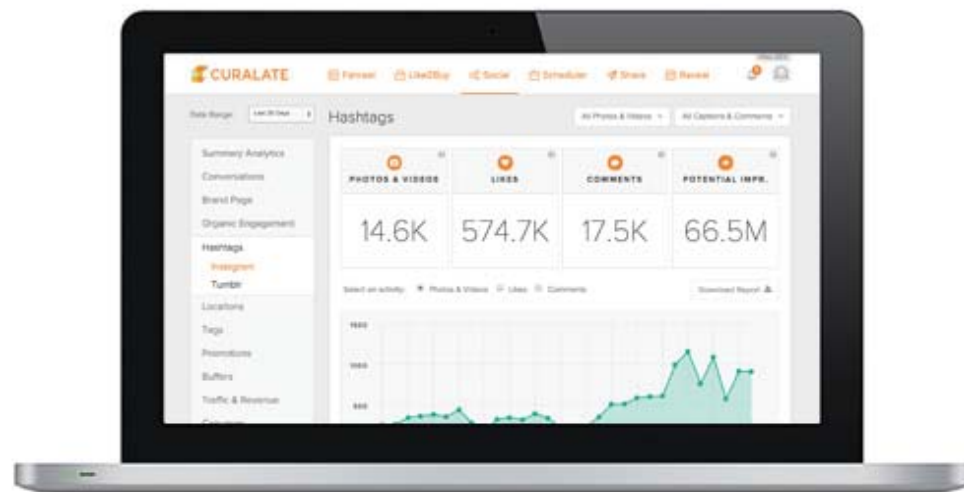 CURALATE
Fanreel Like2Buy Social Scheduler Share Reveal
Date Range: Last 30 Days
Hashtags
All Photos & Videos
All Captions & Comments
Summary Analytics
Conversations
Brand Page
Organic Engagement
Hashtags
Instagram
Tumblr
Locations
Tags
Promotions
Buffers
Traffic & Revenue
PHOTOS & VIDEOS
LIKES
COMMENTS
POTENTIAL IMPR.
14.6K
574.7K
17.5K
66.5M
Select an activity: Photos & Videos Likes Comments
Download Report